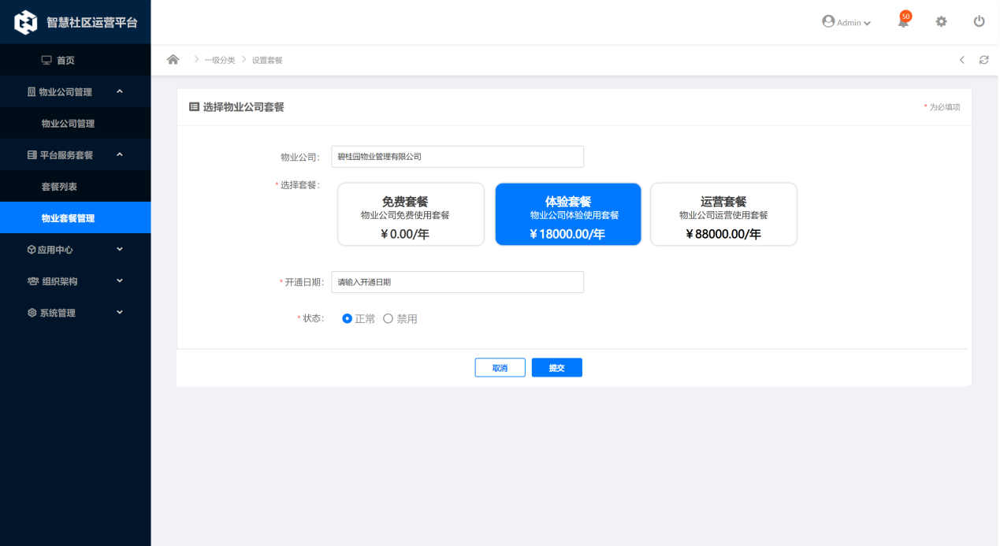 智慧社区运营平台
Admin
50
首页
一级分类
设置套餐
物业公司管理
物业公司管理
平台服务套餐
套餐列表
物业套餐管理
应用中心
组织架构
系统管理
选择物业公司套餐
* 为必填项
物业公司:
碧桂园物业管理有限公司
* 选择套餐:
免费套餐
物业公司免费使用套餐
¥ 0.00/年
体验套餐
物业公司体验使用套餐
¥ 18000.00/年
运营套餐
物业公司运营使用套餐
¥ 88000.00/年
* 开通日期:
请输入开通日期
* 状态:
正常
禁用
取消
提交